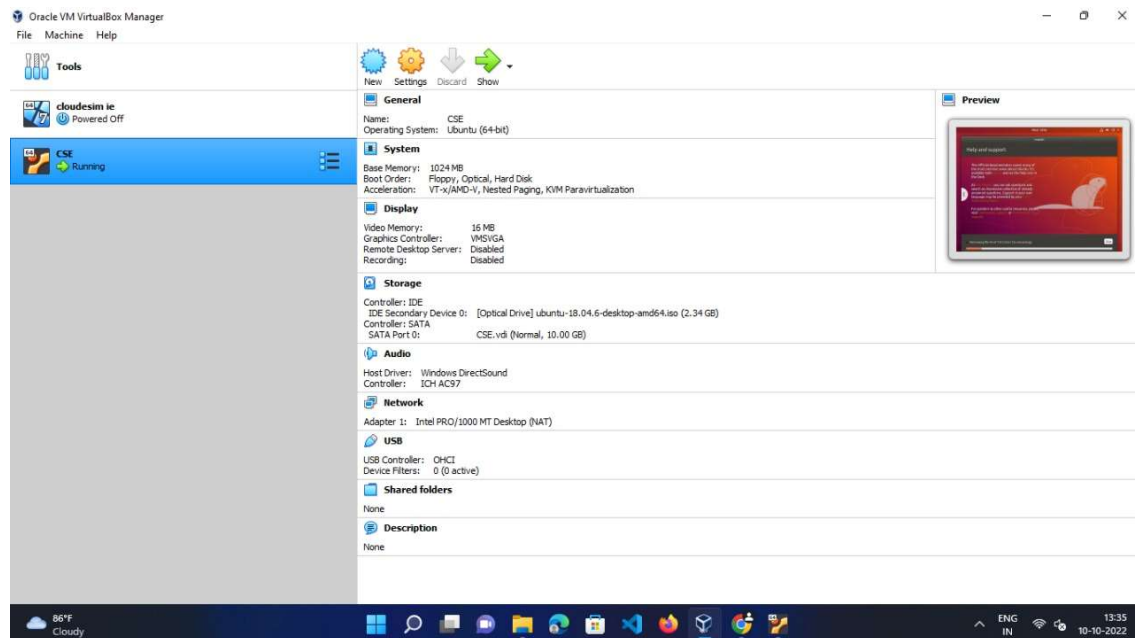 Oracle VM VirtualBox Manager
File Machine Help
Tools
New Settings Discard Show
64
7
cloudesim ie
Powered Off
64
CSE
Running
General
Name: CSE
Operating System: Ubuntu (64-bit)
System
Base Memory: 1024 MB
Boot Order: Floppy, Optical, Hard Disk
Acceleration: VT-x/AMD-V, Nested Paging, KVM Paravirtualization
Display
Video Memory: 16 MB
Graphics Controller: VMSVGA
Remote Desktop Server: Disabled
Recording: Disabled
Storage
Controller: IDE
IDE Secondary Device 0: [Optical Drive] ubuntu-18.04.6-desktop-amd64.iso (2.34 GB)
Controller: SATA
SATA Port 0: CSE.vdi (Normal, 10.00 GB)
Audio
Host Driver: Windows DirectSound
Controller: ICH AC97
Network
Adapter 1: Intel PRO/1000 MT Desktop (NAT)
USB
USB Controller: OHCI
Device Filters: 0 (0 active)
Shared folders
None
Description
None
Preview
Help and support
86°F
Cloudy
ENG
IN
13:35
10-10-2022